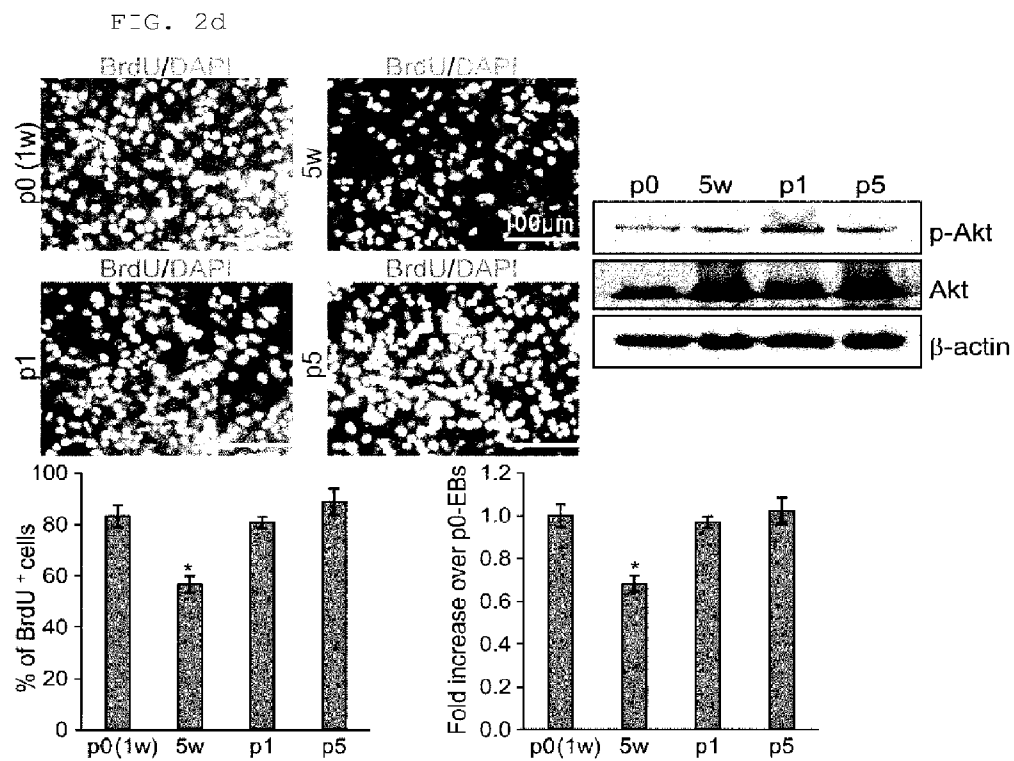 FIG. 2d
BrdU/DAPI
BrdU/DAPI
p0 (1w)
5w
100μm
BrdU/DAPI
BrdU/DAPI
p1
p5
p0 5w p1 p5
p-Akt
Akt
β-actin
% of BrdU + cells
100
80
60
40
20
0
*
p0(1w) 5w p1 p5
Fold increase over p0-EBs
1.2
1.0
0.8
0.6
0.4
0.2
0.0
*
p0(1w) 5w p1 p5